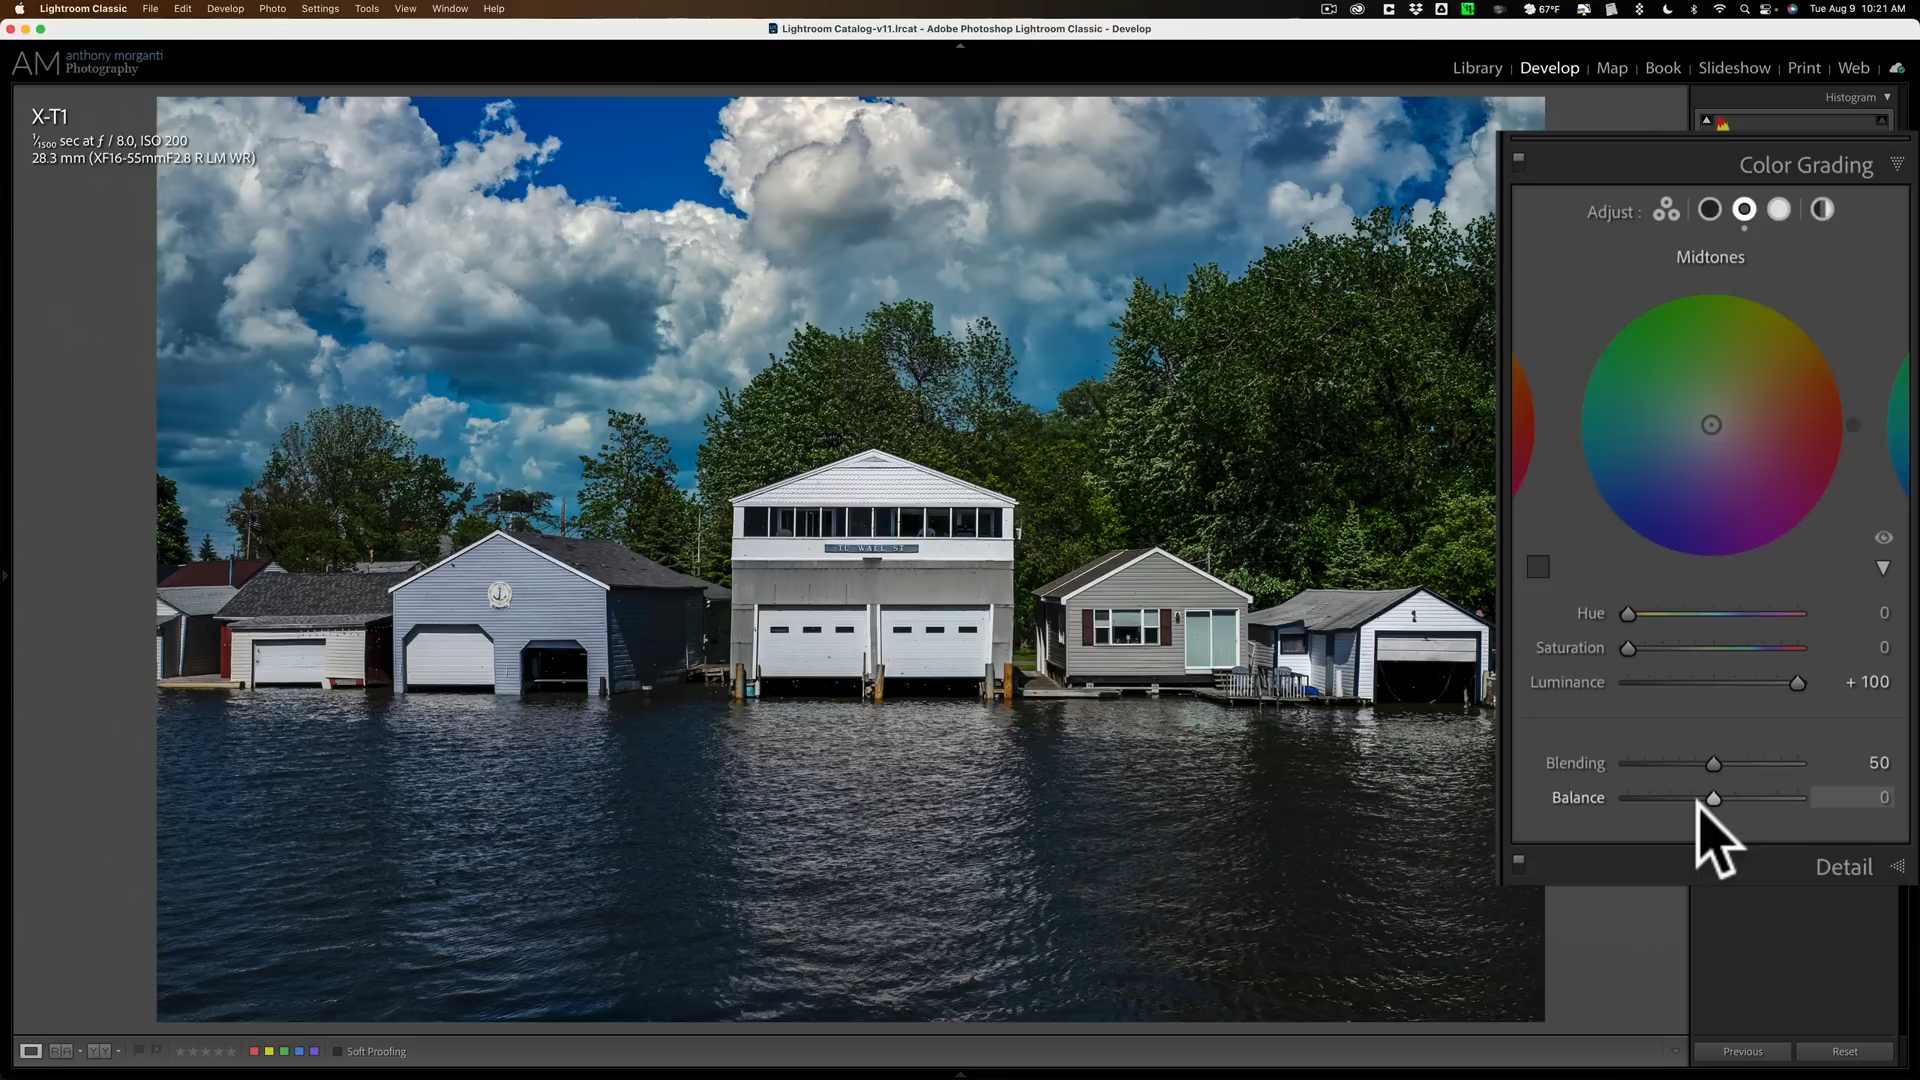 Lightroom Classic File Edit Develop Photo Settings Tools View Window Help 67°F Tue Aug 9 10:21 AM
Lightroom Catalog-v11.lrcat - Adobe Photoshop Lightroom Classic - Develop
AM anthony morganti
Photography
Library | Develop | Map | Book | Slideshow | Print | Web
Histogram
X-T1
1/1500 sec at ƒ / 8.0, ISO 200
28.3 mm (XF16-55mmF2.8 R LM WR)
Color Grading
Adjust :
Midtones
TU WALL ST
Hue 0
Saturation 0
Luminance + 100
Blending 50
Balance 0
Detail
Soft Proofing
Previous Reset